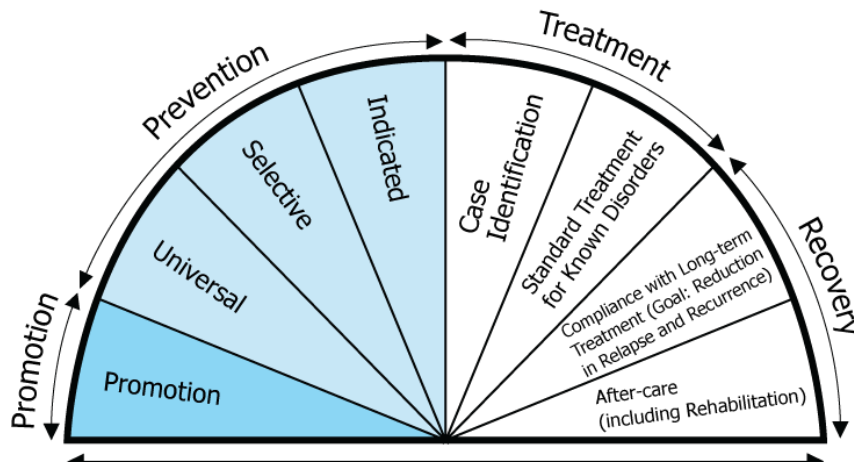 Promotion
Prevention
Treatment
Recovery
Promotion
Universal
Selective
Indicated
Case
Identification
Standard Treatment
for Known Disorders
Compliance with Long-term
Treatment (Goal: Reduction
in Relapse and Recurrence)
After-care
(including Rehabilitation)